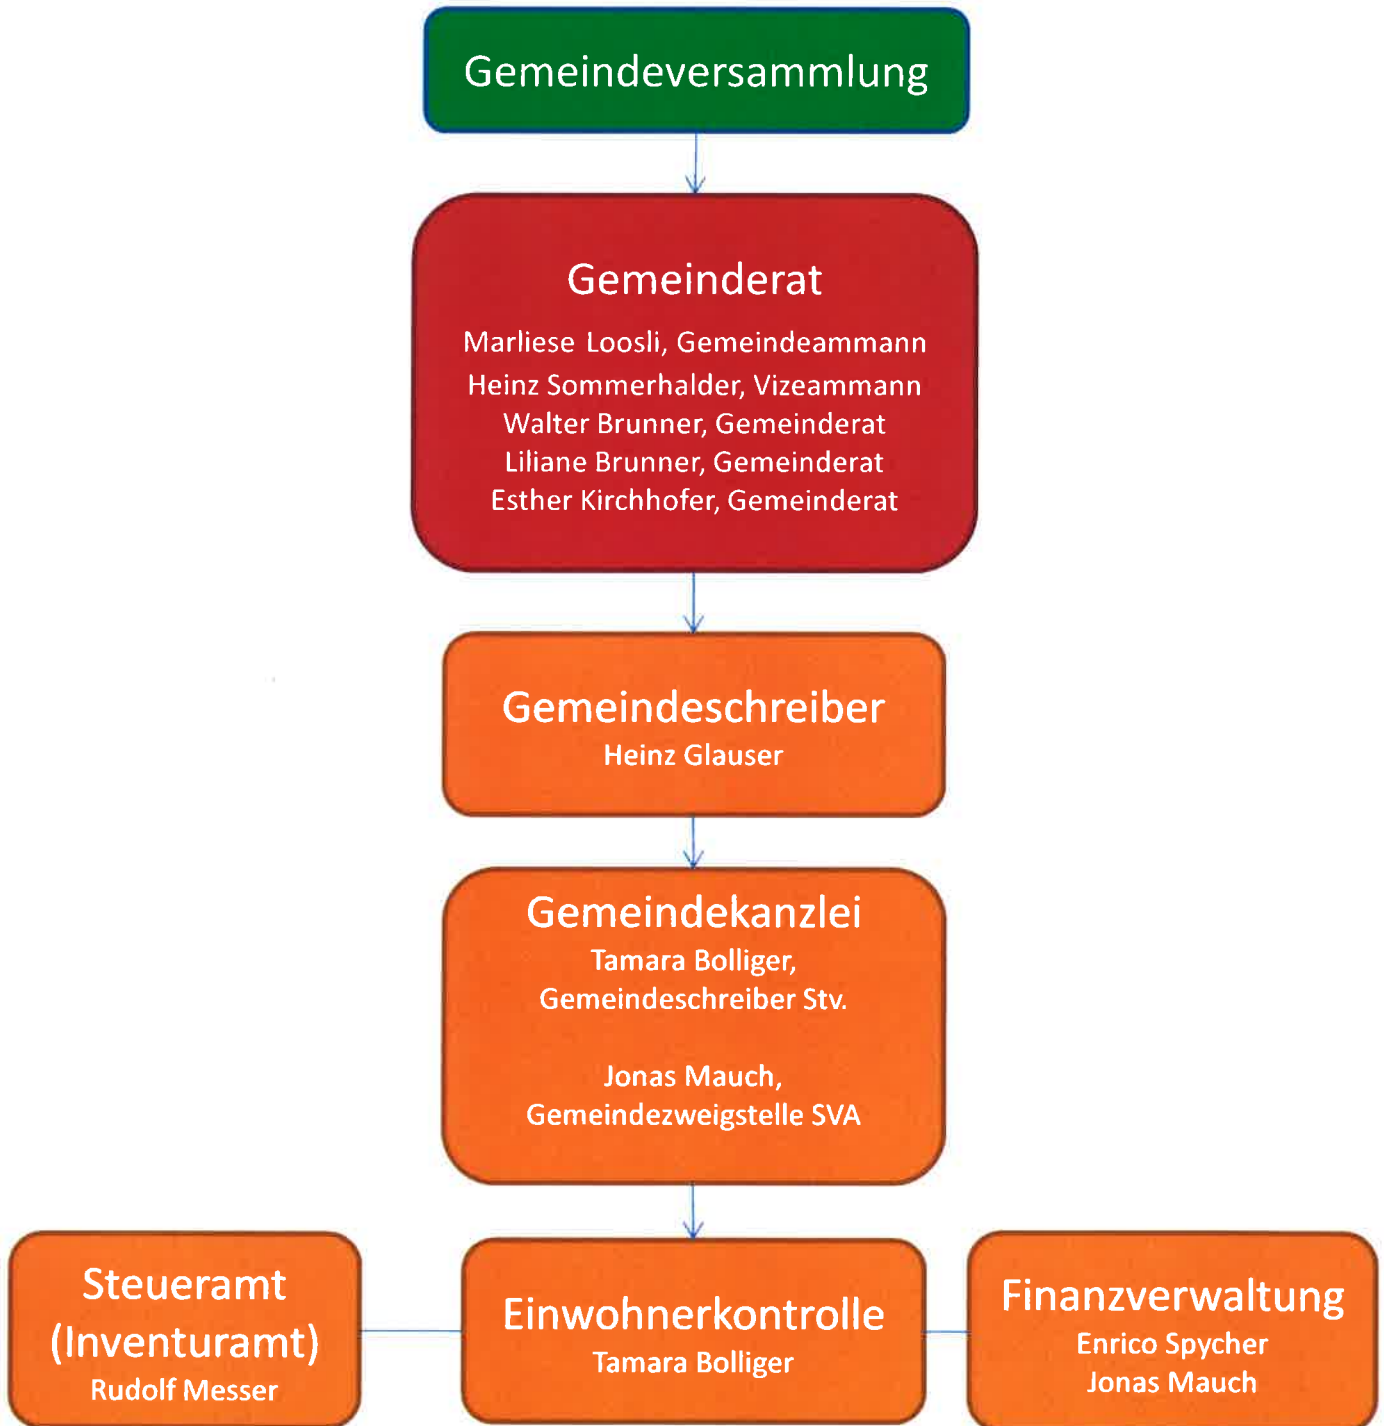 Gemeindeversammlung
Gemeinderat
Marliese Loosli, Gemeindeammann
Heinz Sommerhalder, Vizeammann
Walter Brunner, Gemeinderat
Liliane Brunner, Gemeinderat
Esther Kirchhofer, Gemeinderat
Gemeindeschreiber
Heinz Glauser
Gemeindekanzlei
Tamara Bolliger,
Gemeindeschreiber Stv.
Jonas Mauch,
Gemeindezweigstelle SVA
Steueramt
(Inventuramt)
Rudolf Messer
Einwohnerkontrolle
Tamara Bolliger
Finanzverwaltung
Enrico Spycher
Jonas Mauch